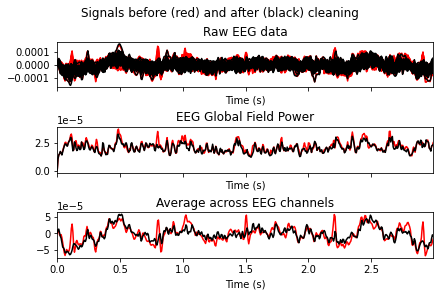 Signals before (red) and after (black) cleaning
Raw EEG data
0.0001
0.0000
−0.0001
Time (s)
1e−5
EEG Global Field Power
2.5
0.0
Time (s)
1e−5
Average across EEG channels
5
0
−5
0.0 0.5 1.0 1.5 2.0 2.5
Time (s)